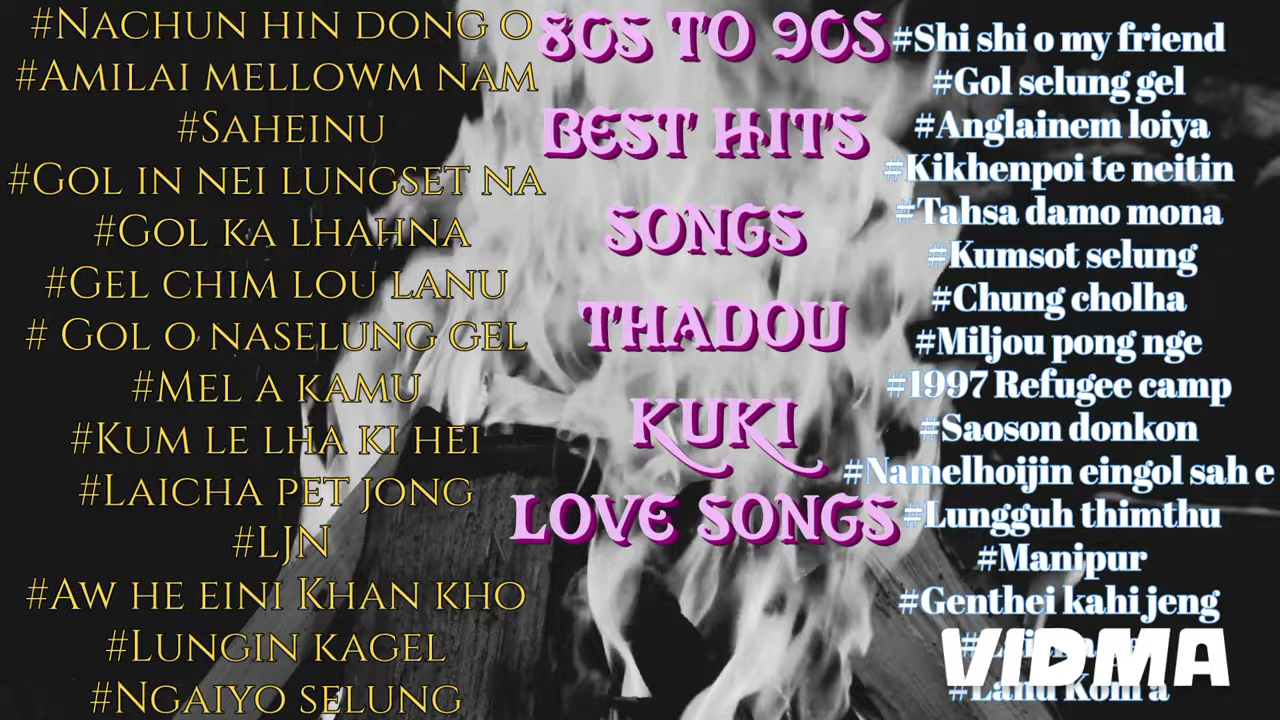 #Nachun hin dong o
#Amilai mellowm nam
#Saheinu
#Gol in nei lungset na
#Gol ka lhahna
#Gel chim lou lanu
# Gol o naselung gel
#Mel a kamu
#Kum le lha ki hei
#Laicha pet jong
#LJN
#Aw he eini Khan kho
#Lungin kagel
#Ngaiyo selung
80s TO 90s
BEST HITS
SONGS
THADOU
KUKI
LOVE SONGS
#Shi shi o my friend
#Gol selung gel
#Anglainem loiya
#Kikhenpoi te neitin
#Tahsa damo mona
#Kumsot selung
#Chung cholha
#Miljou pong nge
#1997 Refugee camp
#Saoson donkon
#Namelhoijin eingol sah e
#Lungguh thimthu
#Manipur
#Genthei kahi jeng
#Lanu Kom a
VIDMA